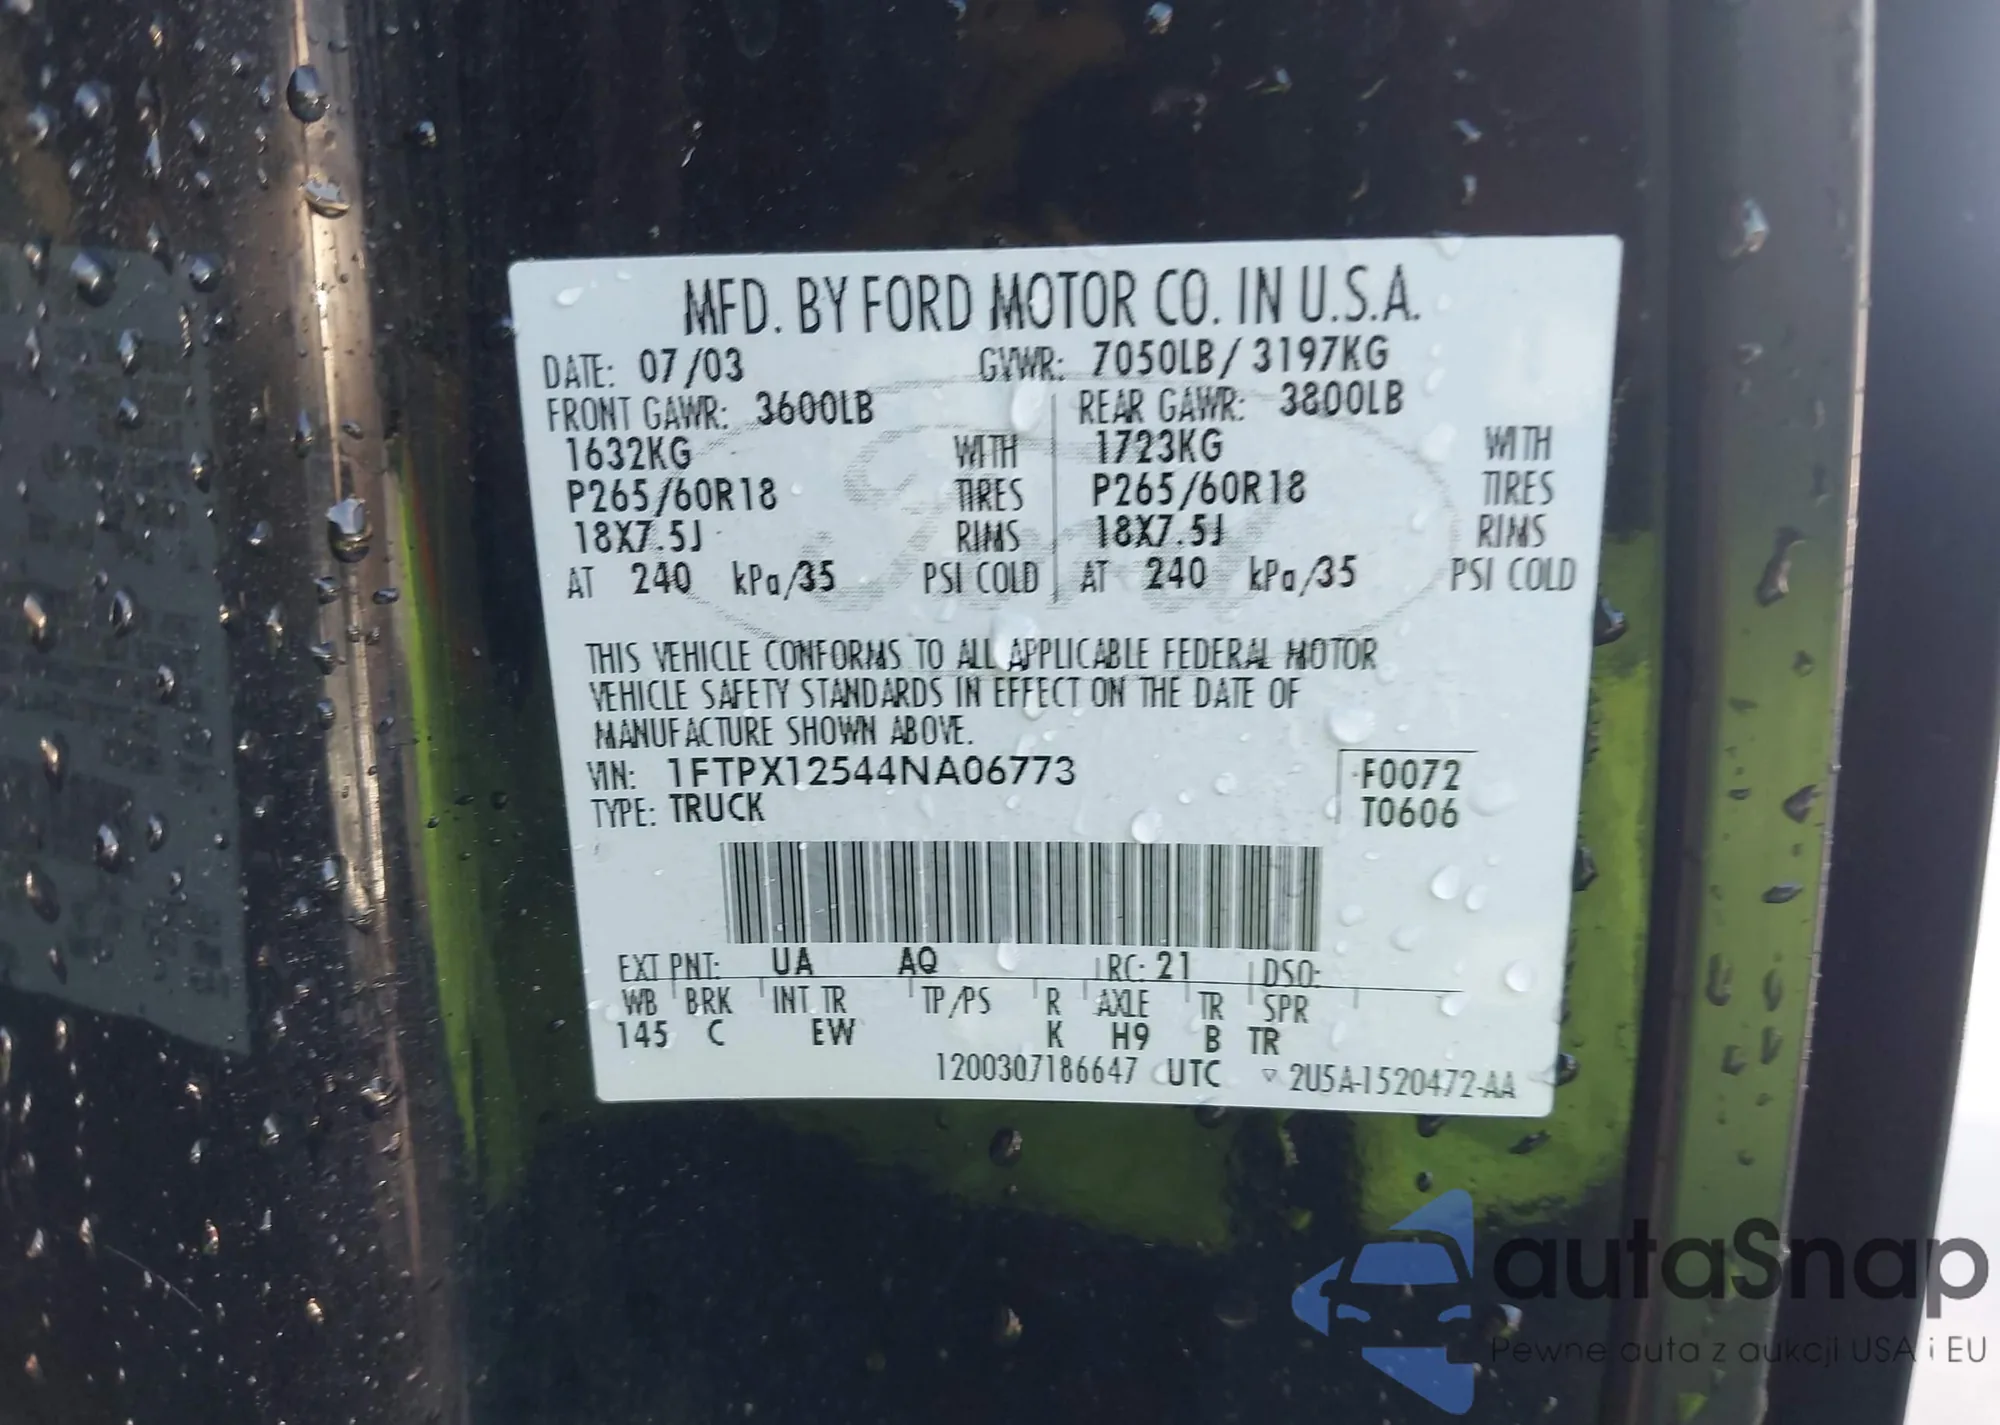 MFD. BY FORD MOTOR CO. IN U.S.A.
DATE: 07/03 GVWR: 7050LB/3197KG
FRONT GAWR: 3600LB REAR GAWR: 3800LB
1632KG WITH 1723KG WITH
P265/60R18 TIRES P265/60R18 TIRES
18X7.5J RIMS 18X7.5J RIMS
AT 240 kPa/35 PSI COLD AT 240 kPa/35 PSI COLD
THIS VEHICLE CONFORMS TO ALL APPLICABLE FEDERAL MOTOR
VEHICLE SAFETY STANDARDS IN EFFECT ON THE DATE OF
MANUFACTURE SHOWN ABOVE.
VIN: 1FTPX12544NA06773 F0072
TYPE: TRUCK T0606
EXT PNT: UA AQ RC: 21 DSO:
WB BRK INT TR TP/PS R AXLE TR SPR
145 C EW K H9 B TR
1200307186647 UTC ▽ 2U5A-1520472-AA
autaSnap
Pewne auta z aukcji USA i EU